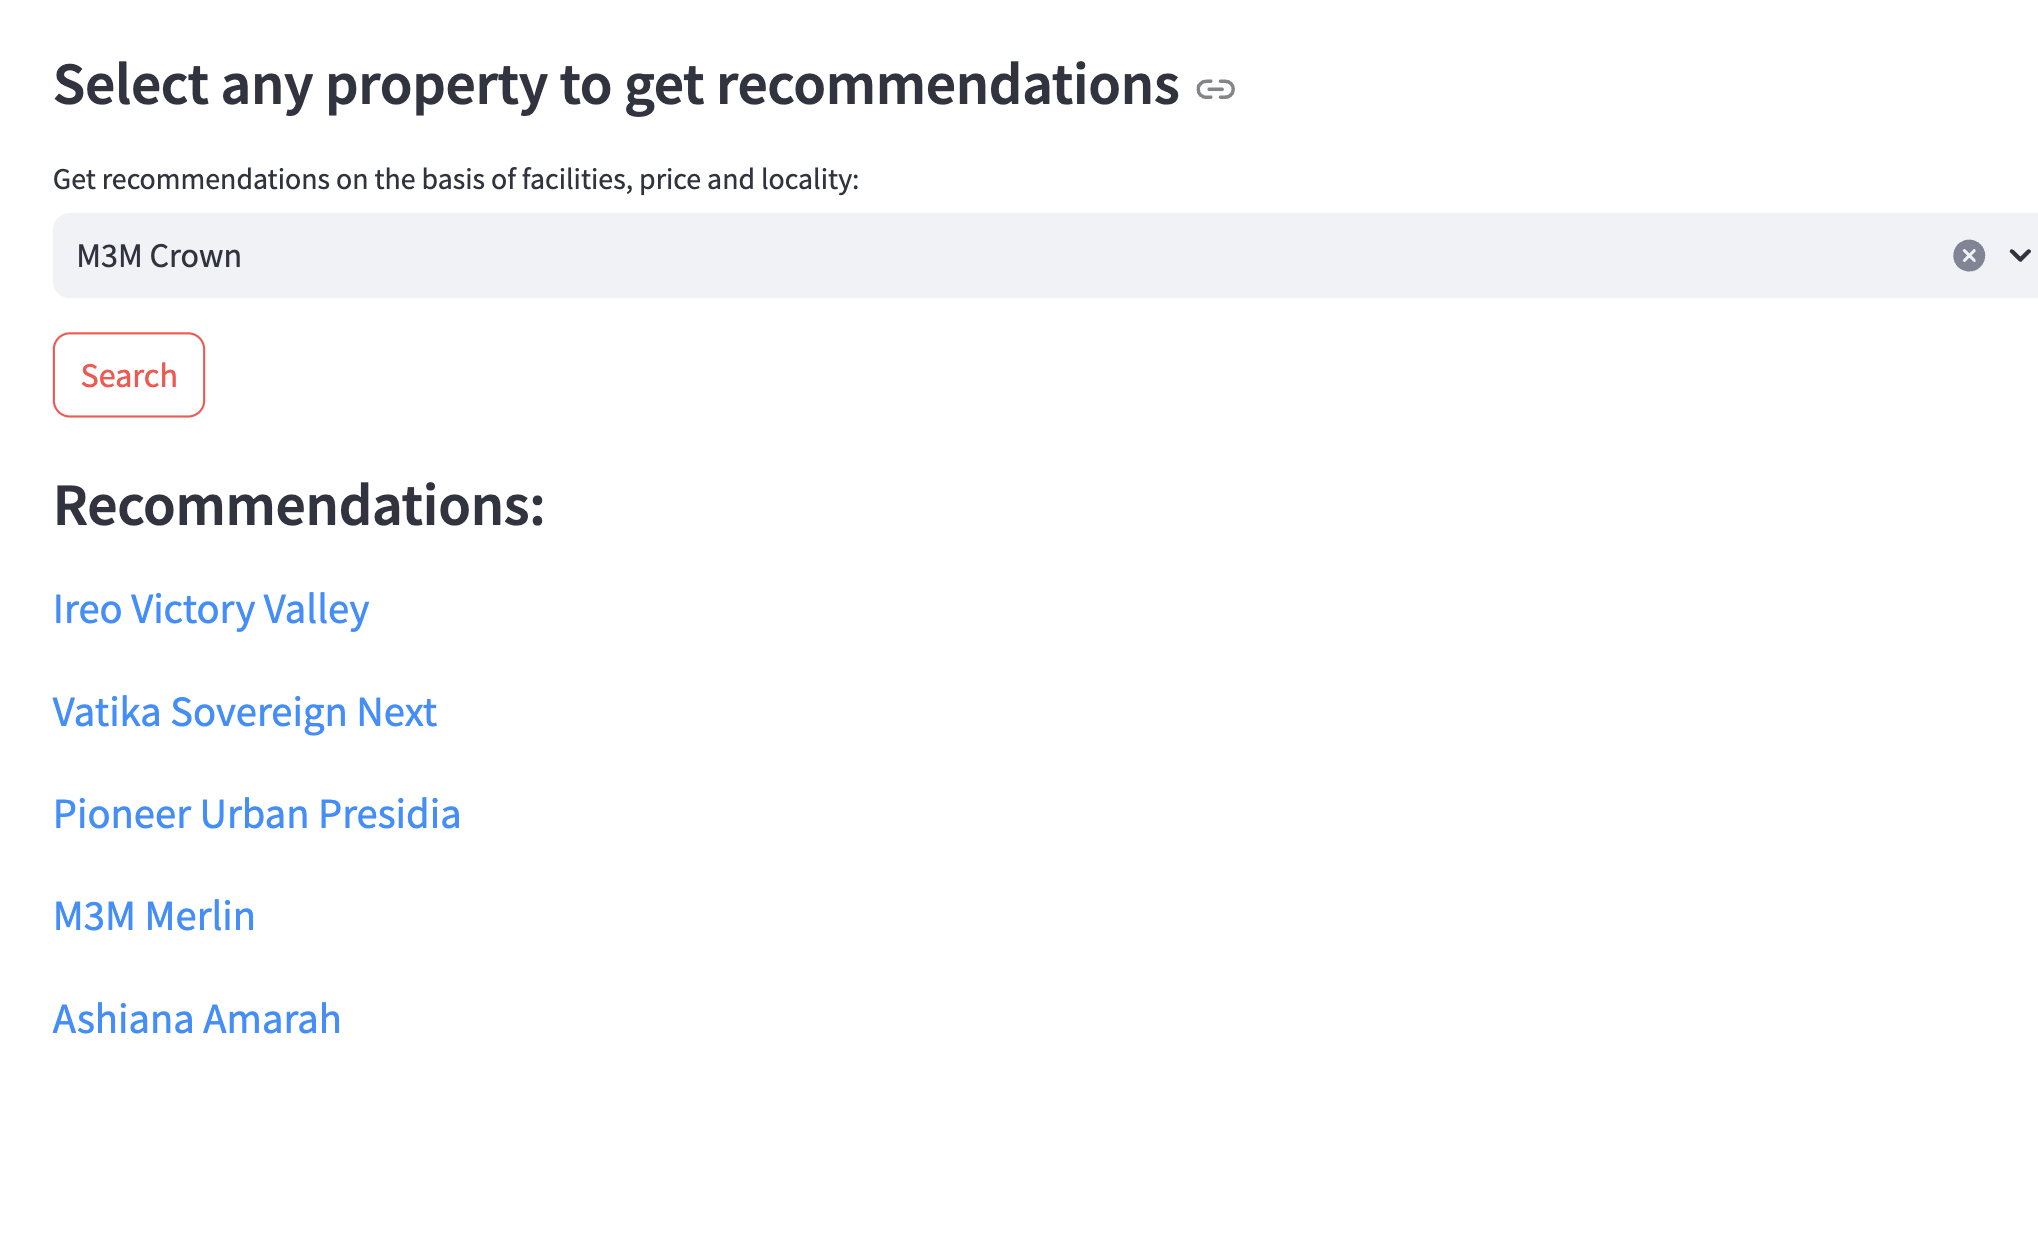 Select any property to get recommendations
Get recommendations on the basis of facilities, price and locality:
M3M Crown
Search
Recommendations:
Ireo Victory Valley
Vatika Sovereign Next
Pioneer Urban Presidia
M3M Merlin
Ashiana Amarah